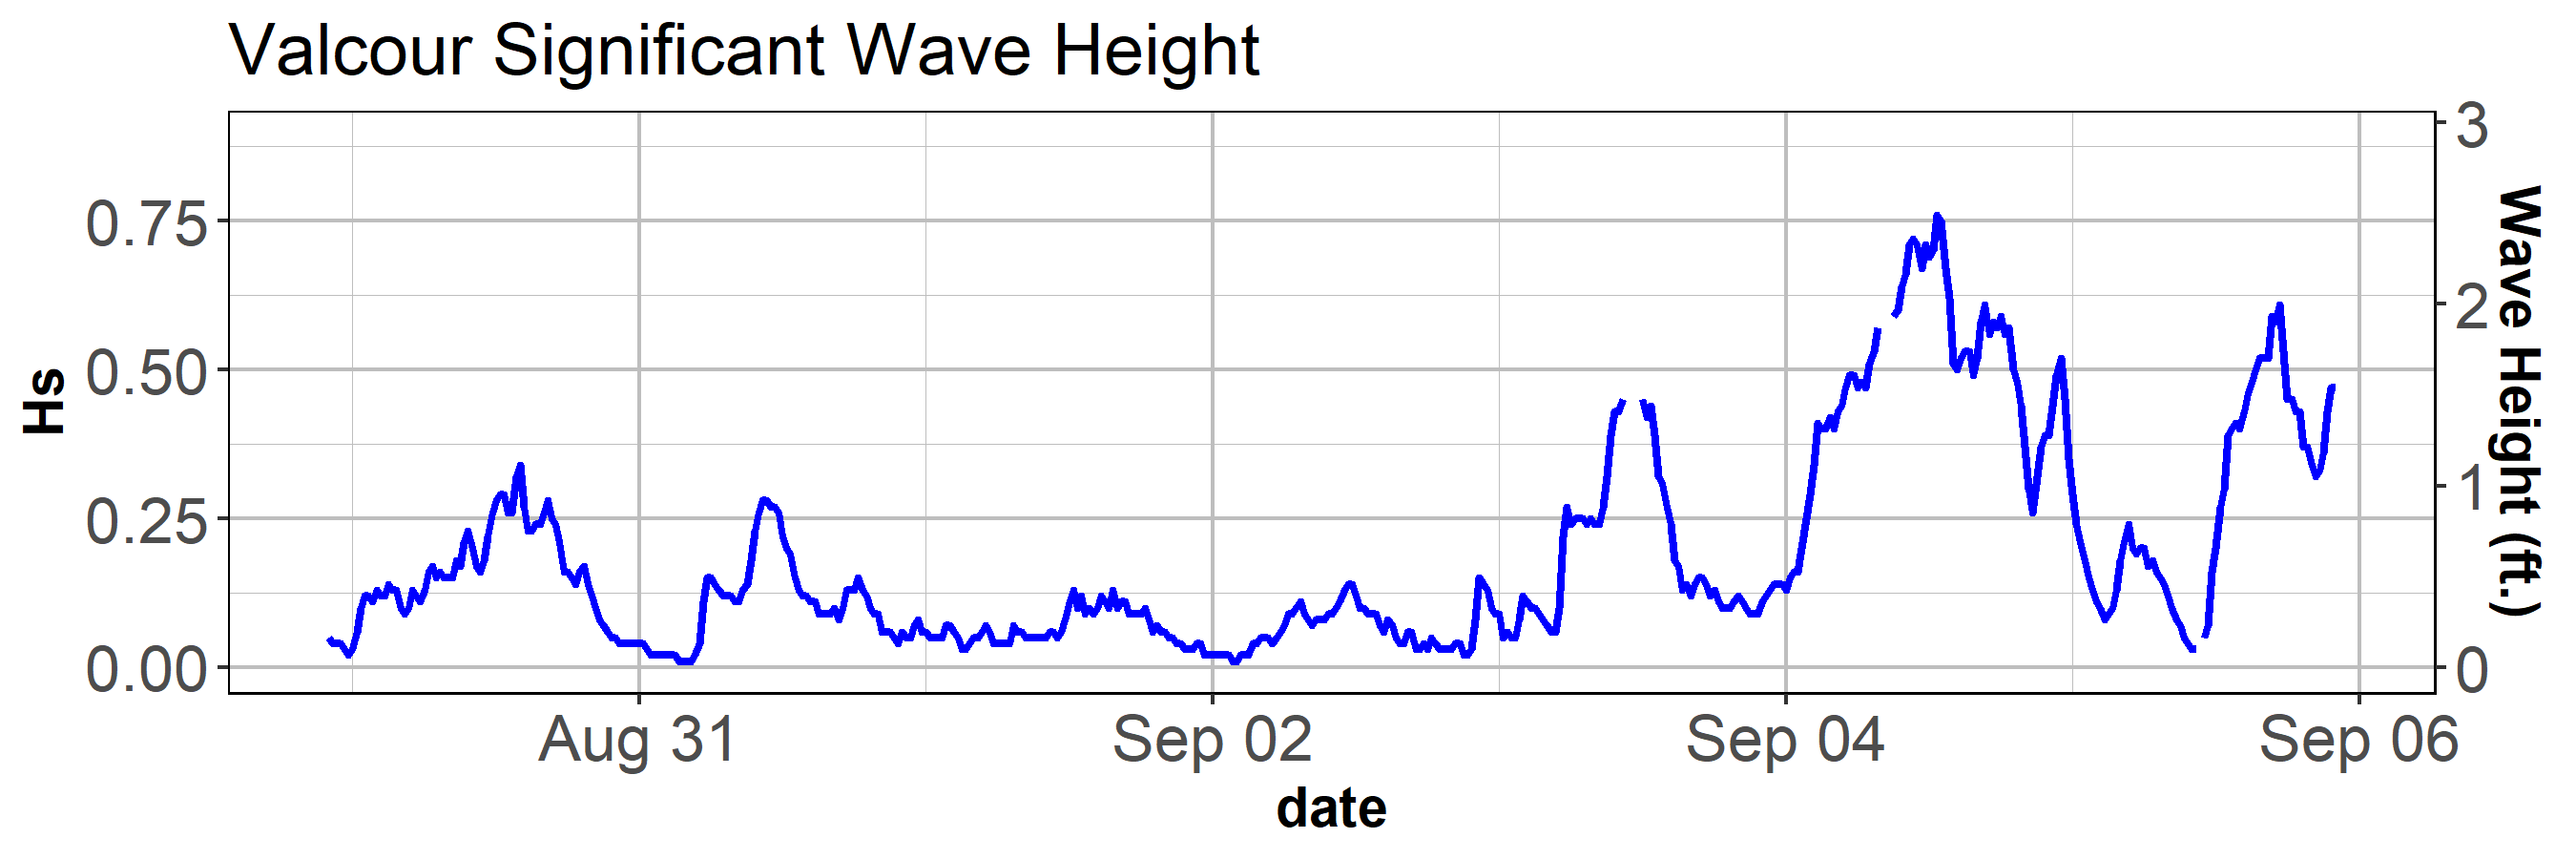 Valcour Significant Wave Height
Hs
0.75
0.50
0.25
0.00
3
2
1
0
Wave Height (ft.)
Aug 31
Sep 02
Sep 04
Sep 06
date